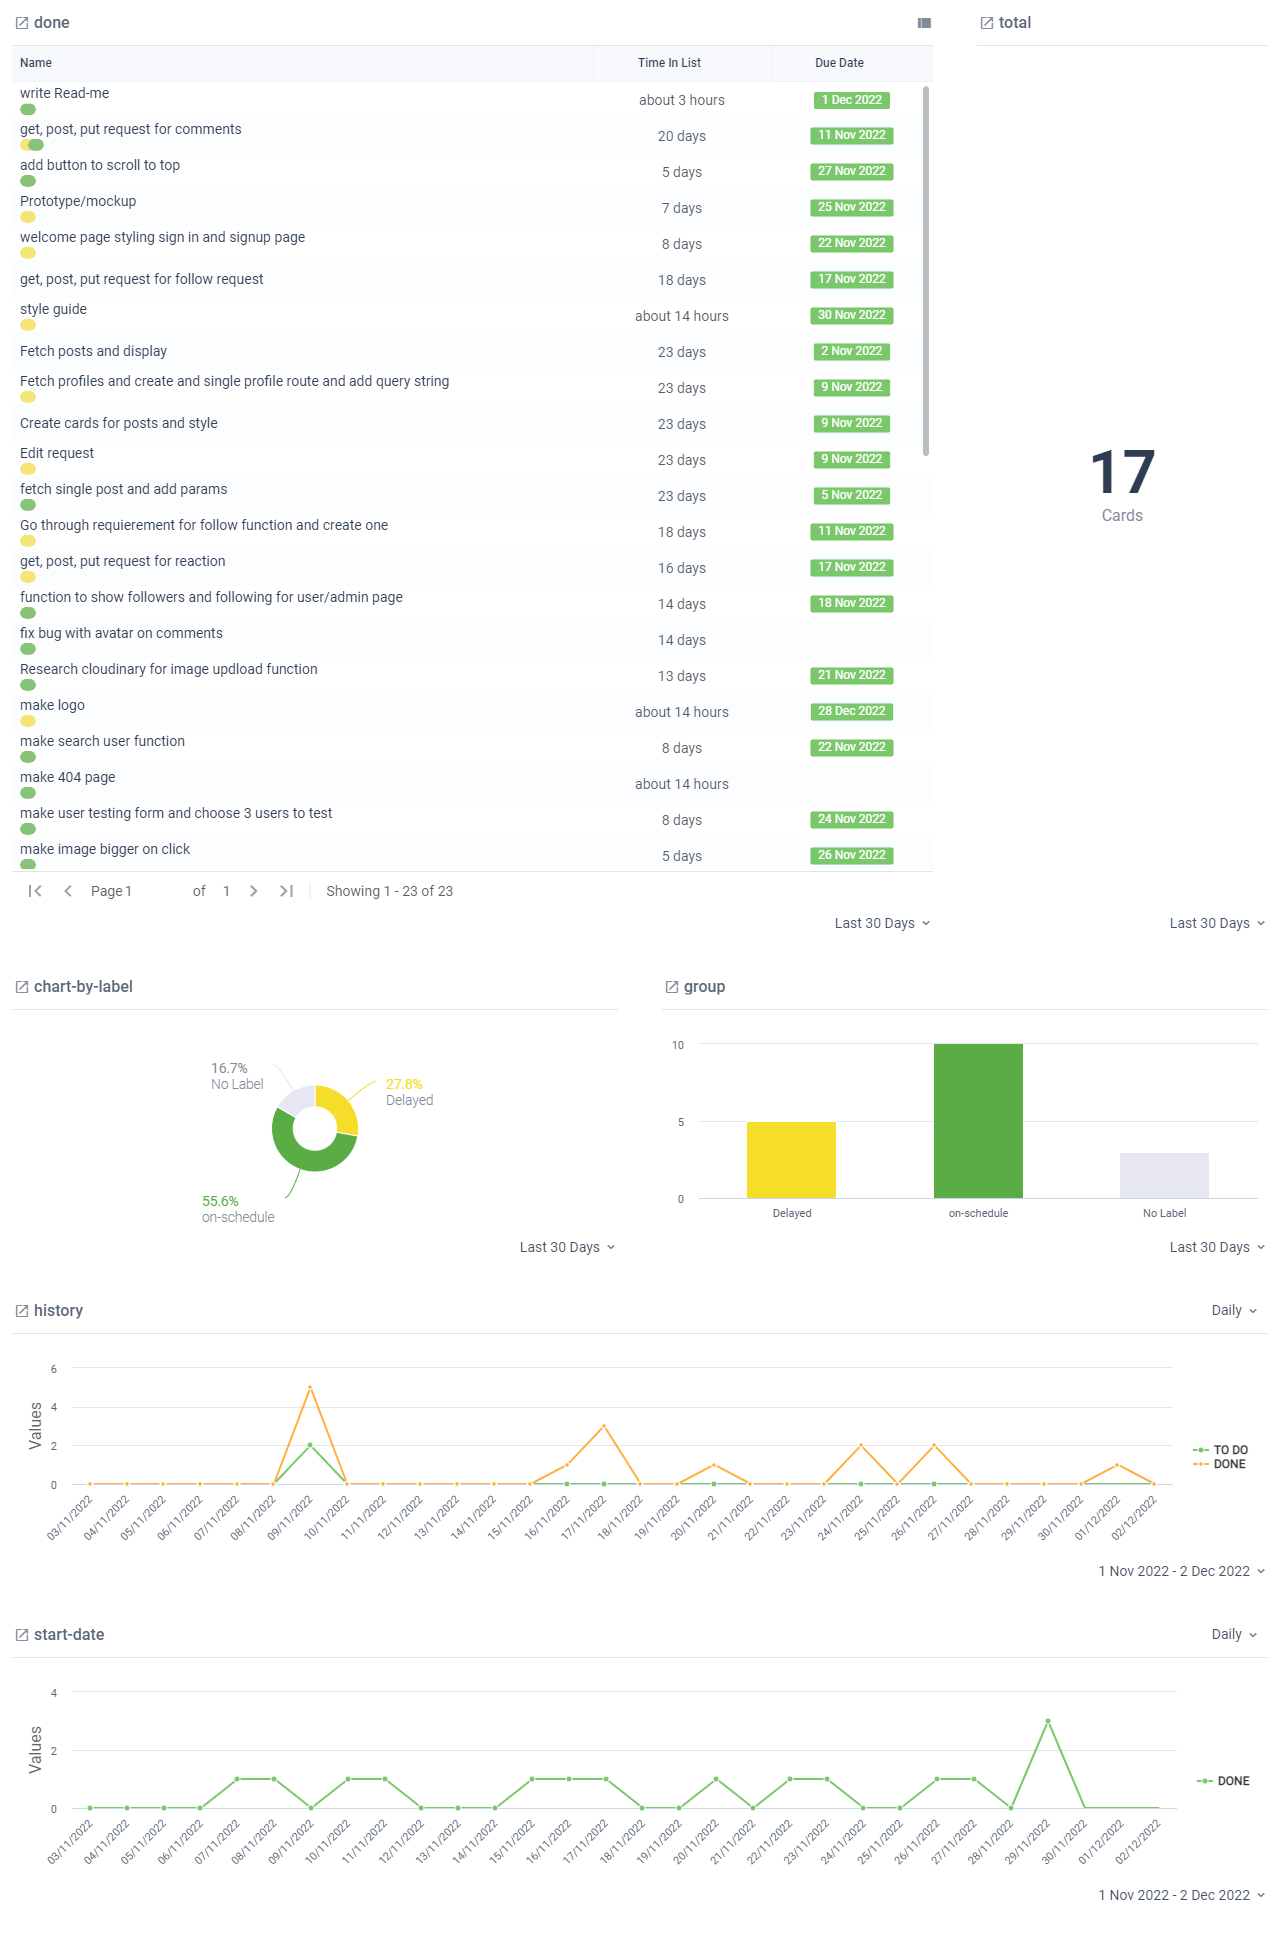 done
Name Time In List Due Date
write Read-me about 3 hours 1 Dec 2022
get, post, put request for comments 20 days 11 Nov 2022
add button to scroll to top 5 days 27 Nov 2022
Prototype/mockup 7 days 25 Nov 2022
welcome page styling sign in and signup page 8 days 22 Nov 2022
get, post, put request for follow request 18 days 17 Nov 2022
style guide about 14 hours 30 Nov 2022
Fetch posts and display 23 days 2 Nov 2022
Fetch profiles and create and single profile route and add query string 23 days 9 Nov 2022
Create cards for posts and style 23 days 9 Nov 2022
Edit request 23 days 9 Nov 2022
fetch single post and add params 23 days 5 Nov 2022
Go through requierement for follow function and create one 18 days 11 Nov 2022
get, post, put request for reaction 16 days 17 Nov 2022
function to show followers and following for user/admin page 14 days 18 Nov 2022
fix bug with avatar on comments 14 days
Research cloudinary for image updload function 13 days 21 Nov 2022
make logo about 14 hours 28 Dec 2022
make search user function 8 days 22 Nov 2022
make 404 page about 14 hours
make user testing form and choose 3 users to test 8 days 24 Nov 2022
make image bigger on click 5 days 26 Nov 2022
Page 1 of 1 Showing 1 - 23 of 23
Last 30 Days
total
17
Cards
Last 30 Days
chart-by-label
16.7%
No Label
27.8%
Delayed
55.6%
on-schedule
Last 30 Days
group
10
5
0
Delayed on-schedule No Label
Last 30 Days
history Daily
Values
6
4
2
0
03/11/2022 04/11/2022 05/11/2022 06/11/2022 07/11/2022 08/11/2022 09/11/2022 10/11/2022 11/11/2022 12/11/2022 13/11/2022 14/11/2022 15/11/2022 16/11/2022 17/11/2022 18/11/2022 19/11/2022 20/11/2022 21/11/2022 22/11/2022 23/11/2022 24/11/2022 25/11/2022 26/11/2022 27/11/2022 28/11/2022 29/11/2022 30/11/2022 01/12/2022 02/12/2022
TO DO
DONE
1 Nov 2022 - 2 Dec 2022
start-date Daily
Values
4
2
0
03/11/2022 04/11/2022 05/11/2022 06/11/2022 07/11/2022 08/11/2022 09/11/2022 10/11/2022 11/11/2022 12/11/2022 13/11/2022 14/11/2022 15/11/2022 16/11/2022 17/11/2022 18/11/2022 19/11/2022 20/11/2022 21/11/2022 22/11/2022 23/11/2022 24/11/2022 25/11/2022 26/11/2022 27/11/2022 28/11/2022 29/11/2022 30/11/2022 01/12/2022 02/12/2022
DONE
1 Nov 2022 - 2 Dec 2022